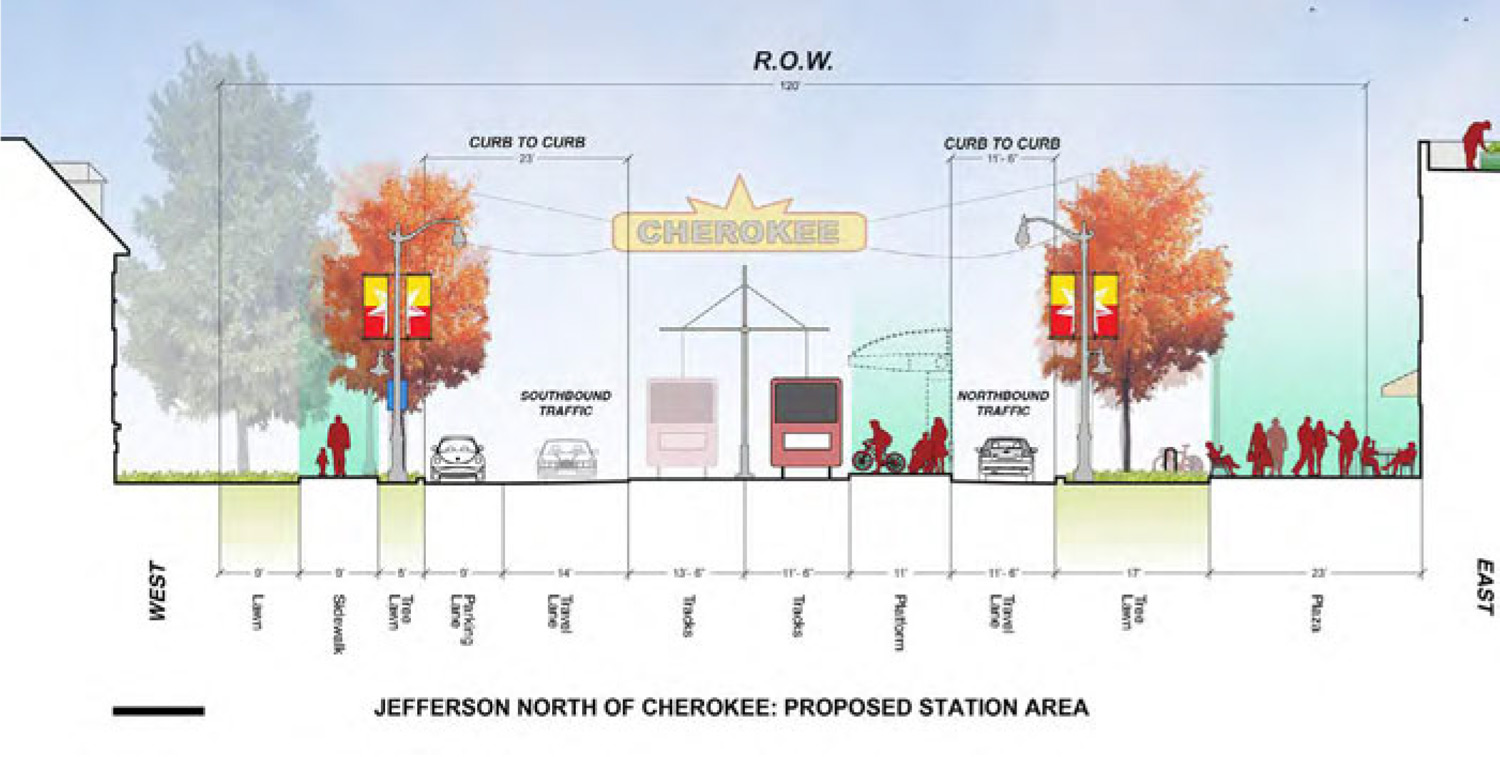 R.O.W.
120'
CURB TO CURB
23'
CURB TO CURB
11'- 6"
CHEROKEE
SOUTHBOUND
TRAFFIC
NORTHBOUND
TRAFFIC
9'
9'
5'
9'
14'
13'- 6"
11'- 6"
11'
11'- 6"
17'
23'
WEST
Lawn
Sidewalk
Tree
Lawn
Parking
Lane
Travel
Lane
Tracks
Tracks
Platform
Travel
Lane
Tree
Lawn
Plaza
EAST
JEFFERSON NORTH OF CHEROKEE: PROPOSED STATION AREA